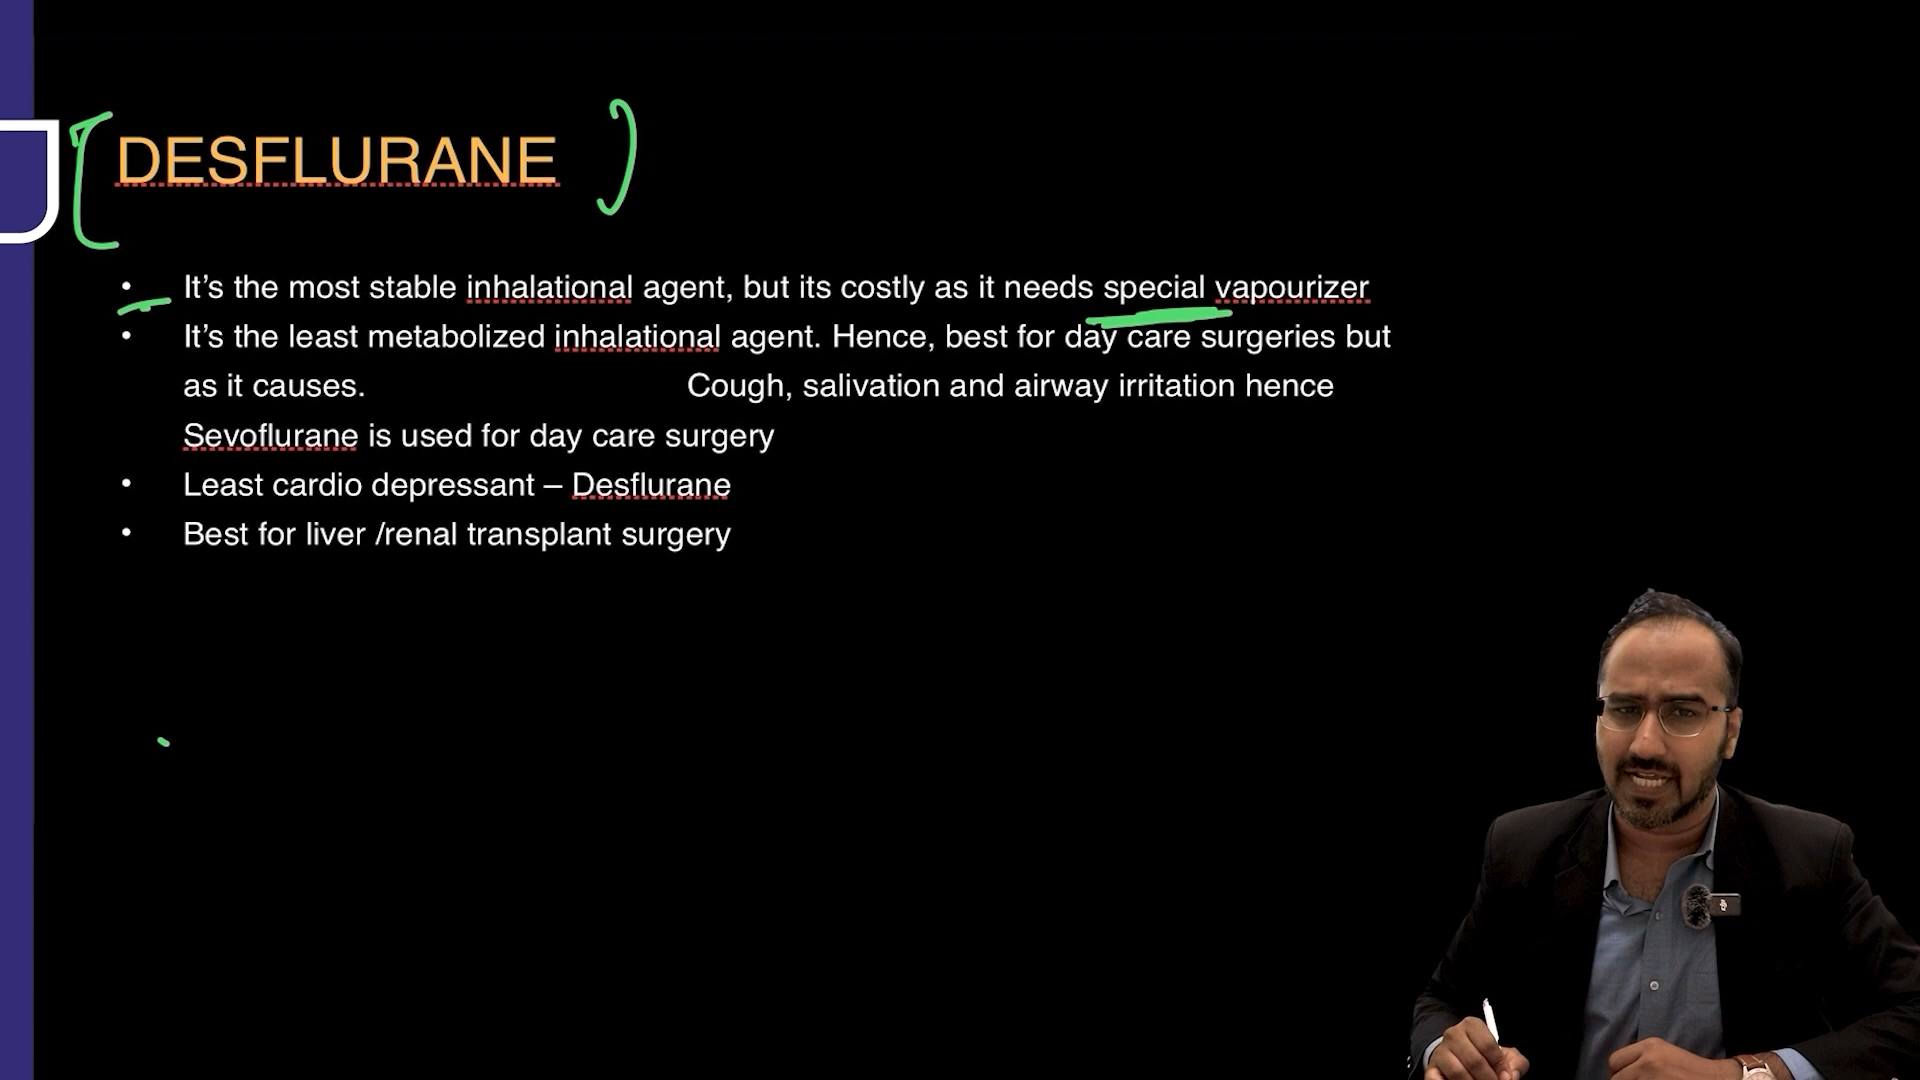 DESFLURANE
• It’s the most stable inhalational agent, but its costly as it needs special vapourizer
• It’s the least metabolized inhalational agent. Hence, best for day care surgeries but
as it causes. Cough, salivation and airway irritation hence
Sevoflurane is used for day care surgery
• Least cardio depressant – Desflurane
• Best for liver /renal transplant surgery